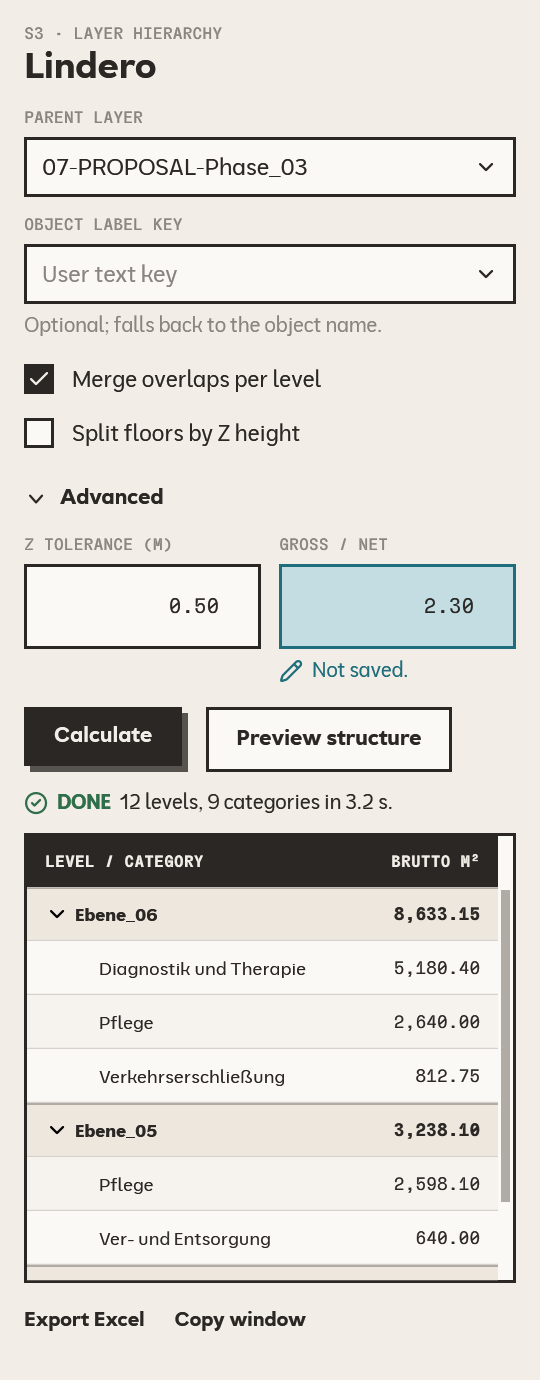 S3 · LAYER HIERARCHY
Lindero
PARENT LAYER
07-PROPOSAL-Phase_03
OBJECT LABEL KEY
User text key
Optional; falls back to the object name.
Merge overlaps per level
Split floors by Z height
Advanced
Z TOLERANCE (M) GROSS / NET
0.50 2.30
Not saved.
Calculate Preview structure
DONE 12 levels, 9 categories in 3.2 s.
LEVEL / CATEGORY BRUTTO M²
Ebene_06 8,633.15
Diagnostik und Therapie 5,180.40
Pflege 2,640.00
Verkehrserschließung 812.75
Ebene_05 3,238.10
Pflege 2,598.10
Ver- und Entsorgung 640.00
Export Excel Copy window